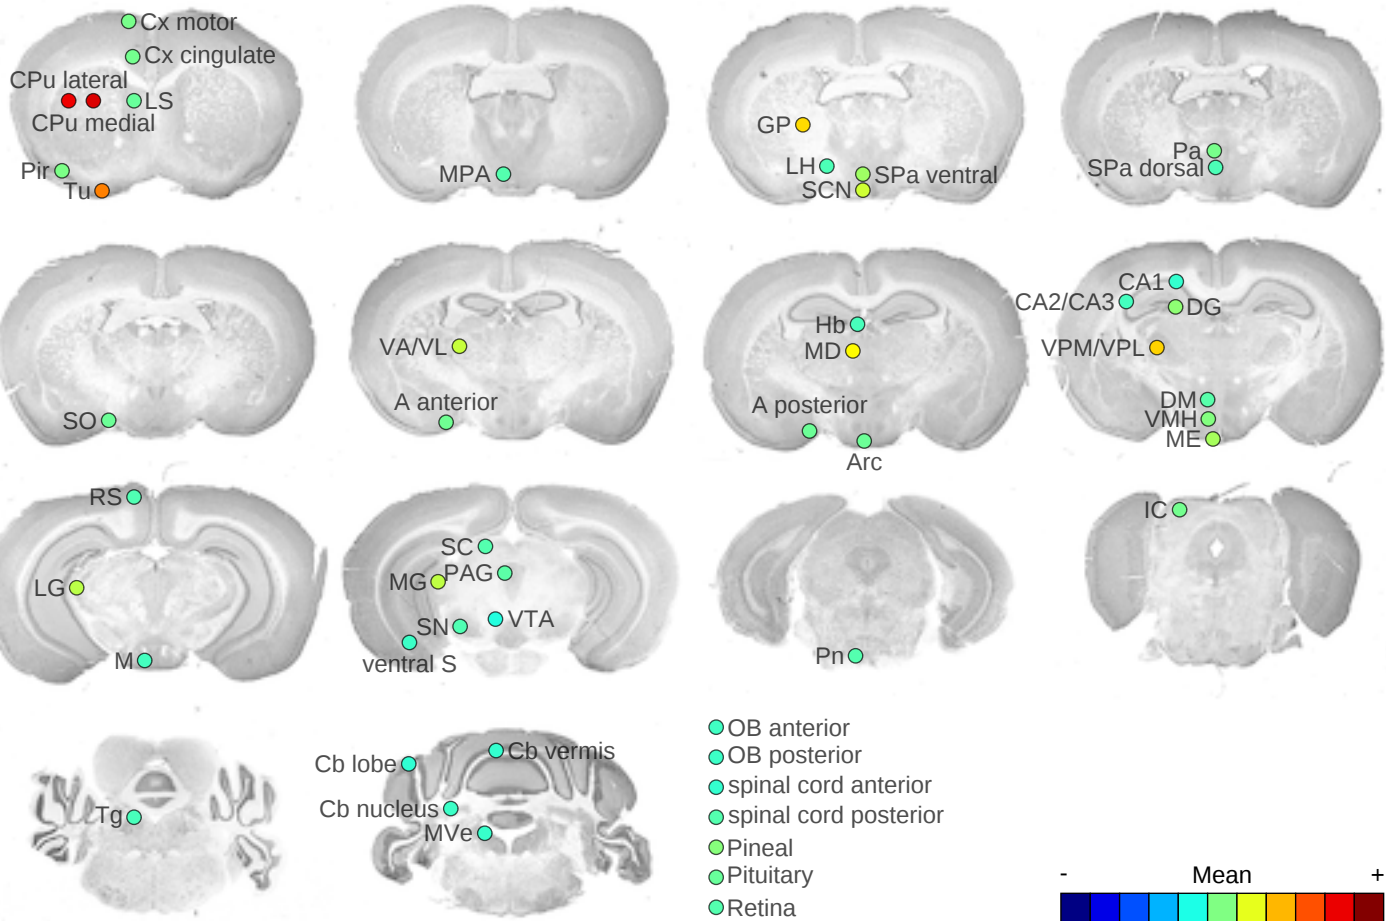 Cx motor
Cx cingulate
CPu lateral
LS
CPu medial
Pir
Tu
MPA
GP
LH
SPa ventral
SCN
Pa
SPa dorsal
SO
VA/VL
A anterior
Hb
MD
A posterior
Arc
CA1
CA2/CA3
DG
VPM/VPL
DM
VMH
ME
RS
LG
M
SC
PAG
MG
SN
VTA
ventral S
Pn
IC
Tg
Cb vermis
Cb lobe
Cb nucleus
MVe
OB anterior
OB posterior
spinal cord anterior
spinal cord posterior
Pineal
Pituitary
Retina
- Mean +